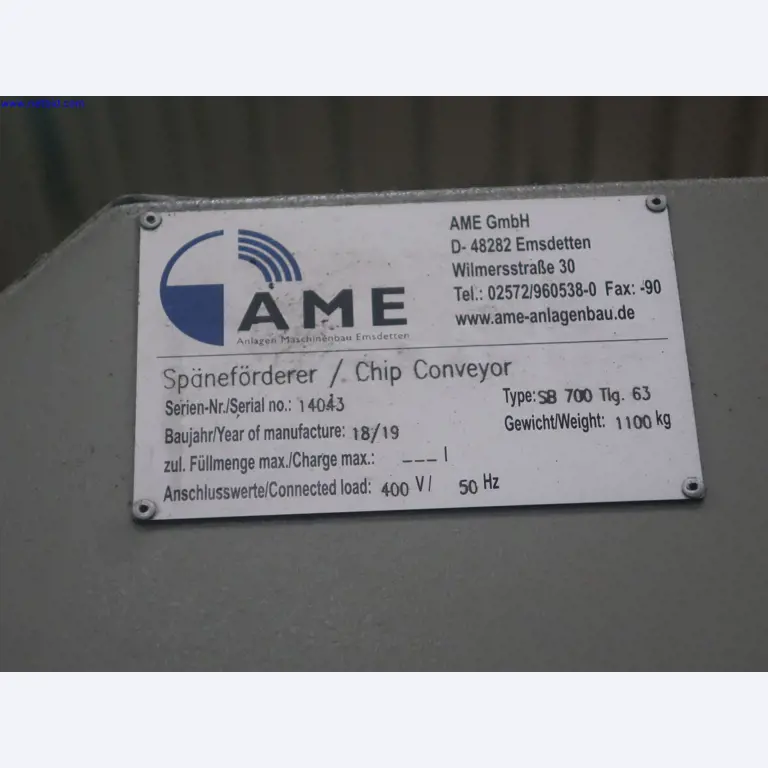 AME GmbH
D- 48282 Emsdetten
Wilmersstraße 30
Tel.: 02572/960538-0 Fax: -90
www.ame-anlagenbau.de
AME
Anlagen Maschinenbau Emsdetten
Späneförderer / Chip Conveyor
Serien-Nr./Serial no.: 14043
Type: SB 700 Tlg. 63
Baujahr/Year of manufacture: 18/19
Gewicht/Weight: 1100 kg
zul. Füllmenge max./Charge max.: ___ l
Anschlusswerte/Connected load: 400 V/ 50 Hz